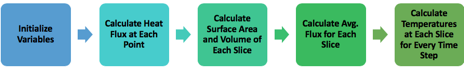 Initialize
Variables
Calculate Heat
Flux at Each
Point
Calculate
Surface Area
and Volume of
Each Slice
Calculate Avg.
Flux for Each
Slice
Calculate
Temperatures
at Each Slice
for Every Time
Step